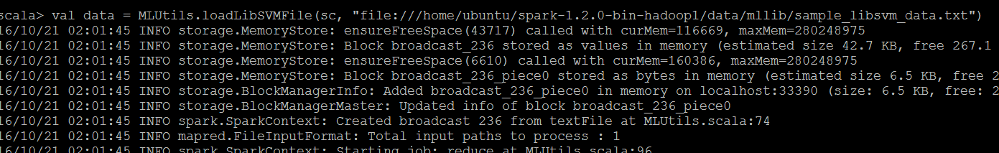 scala> val data = MLUtils.loadLibSVMFile(sc, "file:///home/ubuntu/spark-1.2.0-bin-hadoop1/data/mllib/sample_libsvm_data.txt")
16/10/21 02:01:45 INFO storage.MemoryStore: ensureFreeSpace(43717) called with curMem=116669, maxMem=280248975
16/10/21 02:01:45 INFO storage.MemoryStore: Block broadcast_236 stored as values in memory (estimated size 42.7 KB, free 267.1
16/10/21 02:01:45 INFO storage.MemoryStore: ensureFreeSpace(6610) called with curMem=160386, maxMem=280248975
16/10/21 02:01:45 INFO storage.MemoryStore: Block broadcast_236_piece0 stored as bytes in memory (estimated size 6.5 KB, free 2
16/10/21 02:01:45 INFO storage.BlockManagerInfo: Added broadcast_236_piece0 in memory on localhost:33390 (size: 6.5 KB, free: 2
16/10/21 02:01:45 INFO storage.BlockManagerMaster: Updated info of block broadcast_236_piece0
16/10/21 02:01:45 INFO spark.SparkContext: Created broadcast 236 from textFile at MLUtils.scala:74
16/10/21 02:01:45 INFO mapred.FileInputFormat: Total input paths to process : 1
16/10/21 02:01:45 INFO spark.SparkContext: Starting job: reduce at MLUtils.scala:96